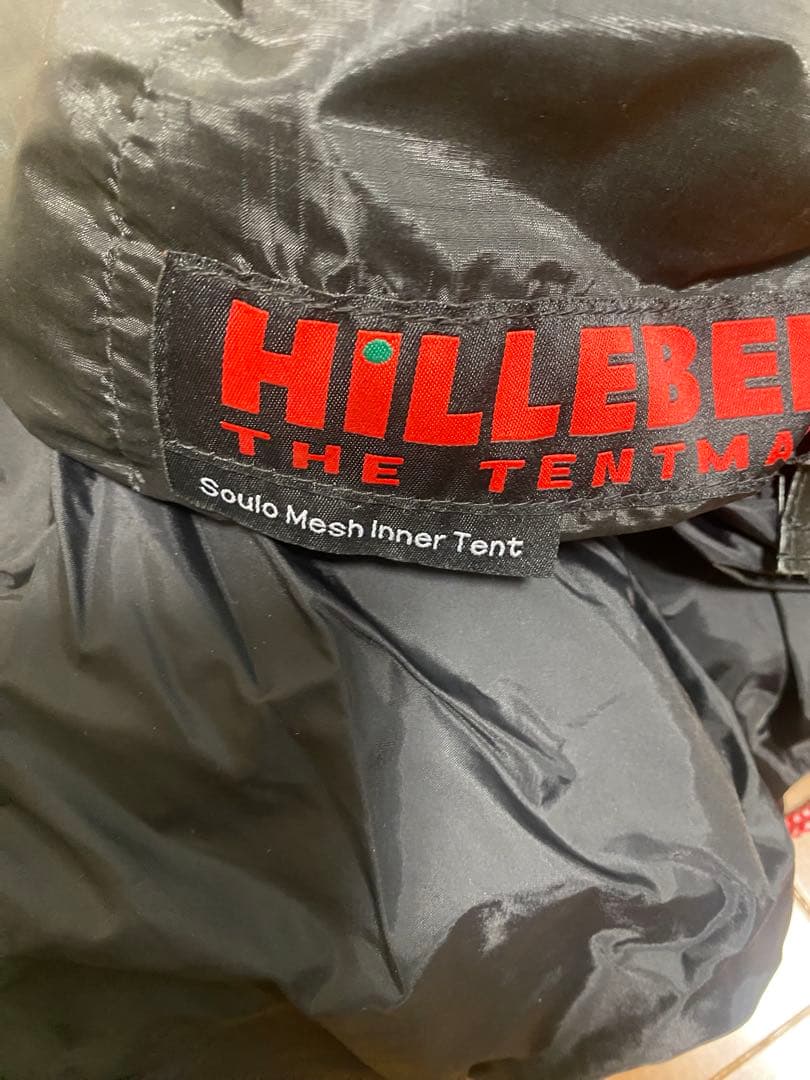 HiLLEBE
THE TENTMA
Soulo Mesh Inner Tent